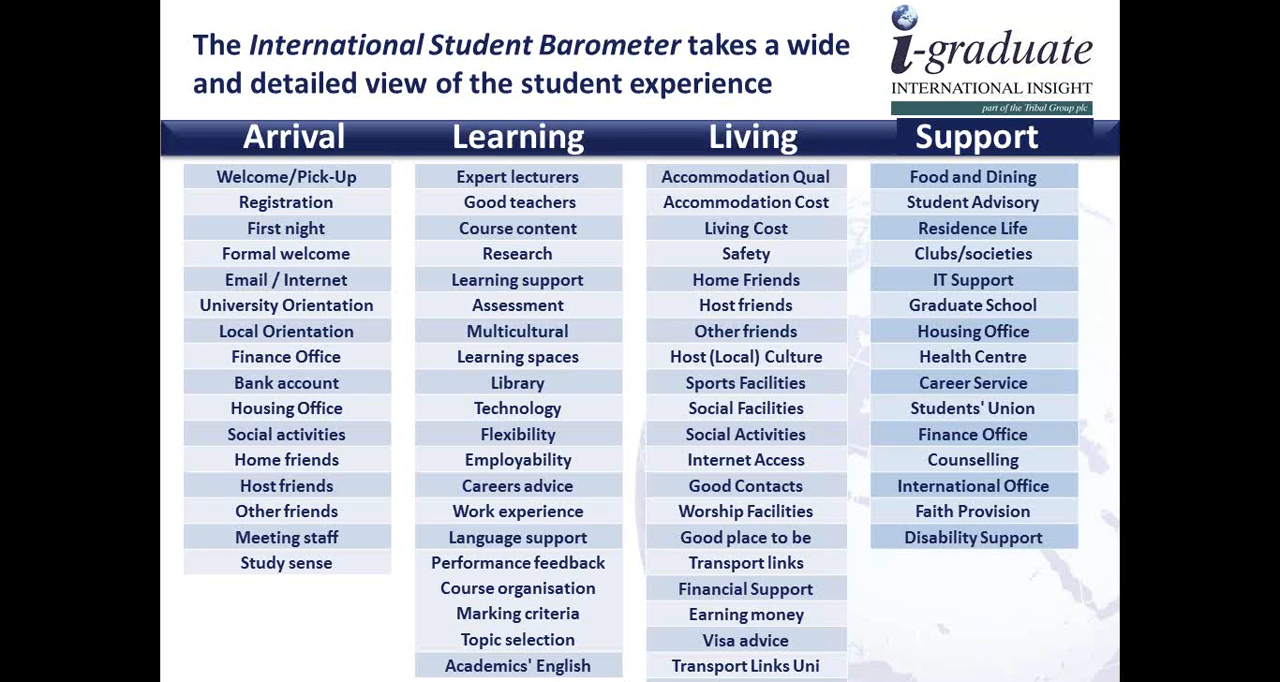 The International Student Barometer takes a wide
and detailed view of the student experience
i-graduate
INTERNATIONAL INSIGHT
part of the Tribal Group plc
Arrival
Welcome/Pick-Up
Registration
First night
Formal welcome
Email / Internet
University Orientation
Local Orientation
Finance Office
Bank account
Housing Office
Social activities
Home friends
Host friends
Other friends
Meeting staff
Study sense
Learning
Expert lecturers
Good teachers
Course content
Research
Learning support
Assessment
Multicultural
Learning spaces
Library
Technology
Flexibility
Employability
Careers advice
Work experience
Language support
Performance feedback
Course organisation
Marking criteria
Topic selection
Academics' English
Living
Accommodation Qual
Accommodation Cost
Living Cost
Safety
Home Friends
Host friends
Other friends
Host (Local) Culture
Sports Facilities
Social Facilities
Social Activities
Internet Access
Good Contacts
Worship Facilities
Good place to be
Transport links
Financial Support
Earning money
Visa advice
Transport Links Uni
Support
Food and Dining
Student Advisory
Residence Life
Clubs/societies
IT Support
Graduate School
Housing Office
Health Centre
Career Service
Students' Union
Finance Office
Counselling
International Office
Faith Provision
Disability Support